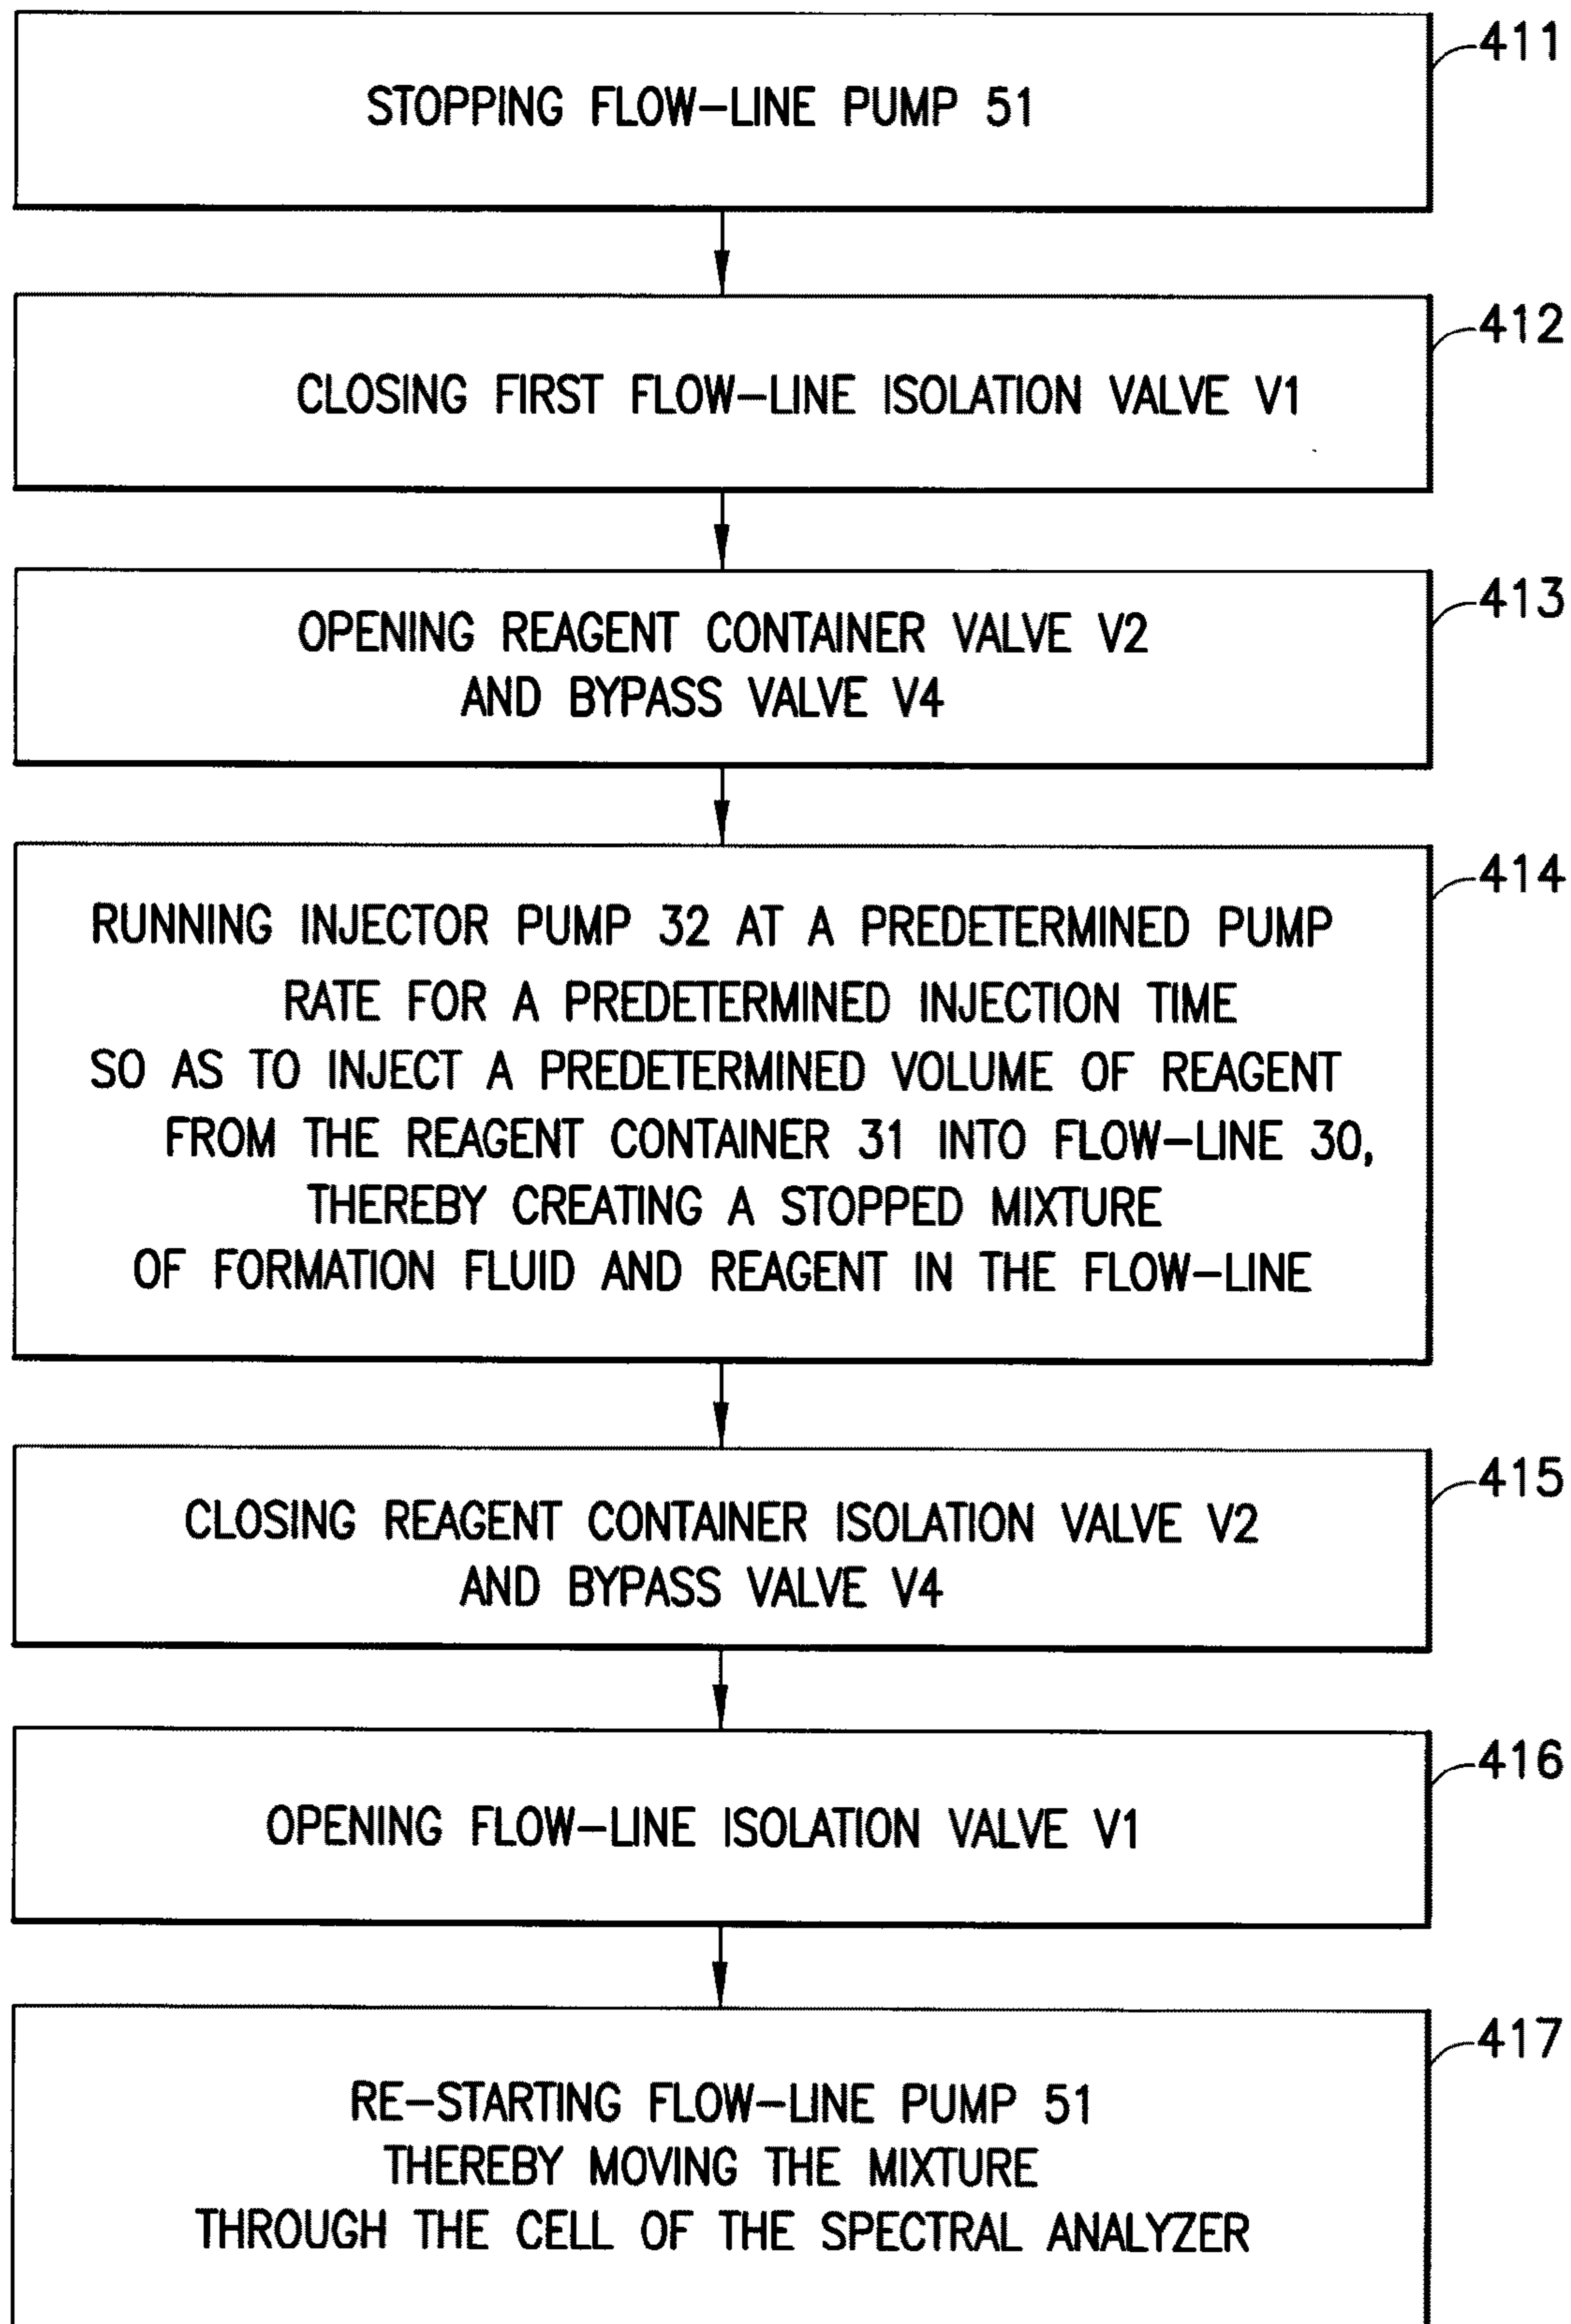 411
STOPPING FLOW-LINE PUMP 51
412
CLOSING FIRST FLOW-LINE ISOLATION VALVE V1
413
OPENING REAGENT CONTAINER VALVE V2
AND BYPASS VALVE V4
414
RUNNING INJECTOR PUMP 32 AT A PREDETERMINED PUMP
RATE FOR A PREDETERMINED INJECTION TIME
SO AS TO INJECT A PREDETERMINED VOLUME OF REAGENT
FROM THE REAGENT CONTAINER 31 INTO FLOW-LINE 30,
THEREBY CREATING A STOPPED MIXTURE
OF FORMATION FLUID AND REAGENT IN THE FLOW-LINE
415
CLOSING REAGENT CONTAINER ISOLATION VALVE V2
AND BYPASS VALVE V4
416
OPENING FLOW-LINE ISOLATION VALVE V1
417
RE-STARTING FLOW-LINE PUMP 51
THEREBY MOVING THE MIXTURE
THROUGH THE CELL OF THE SPECTRAL ANALYZER